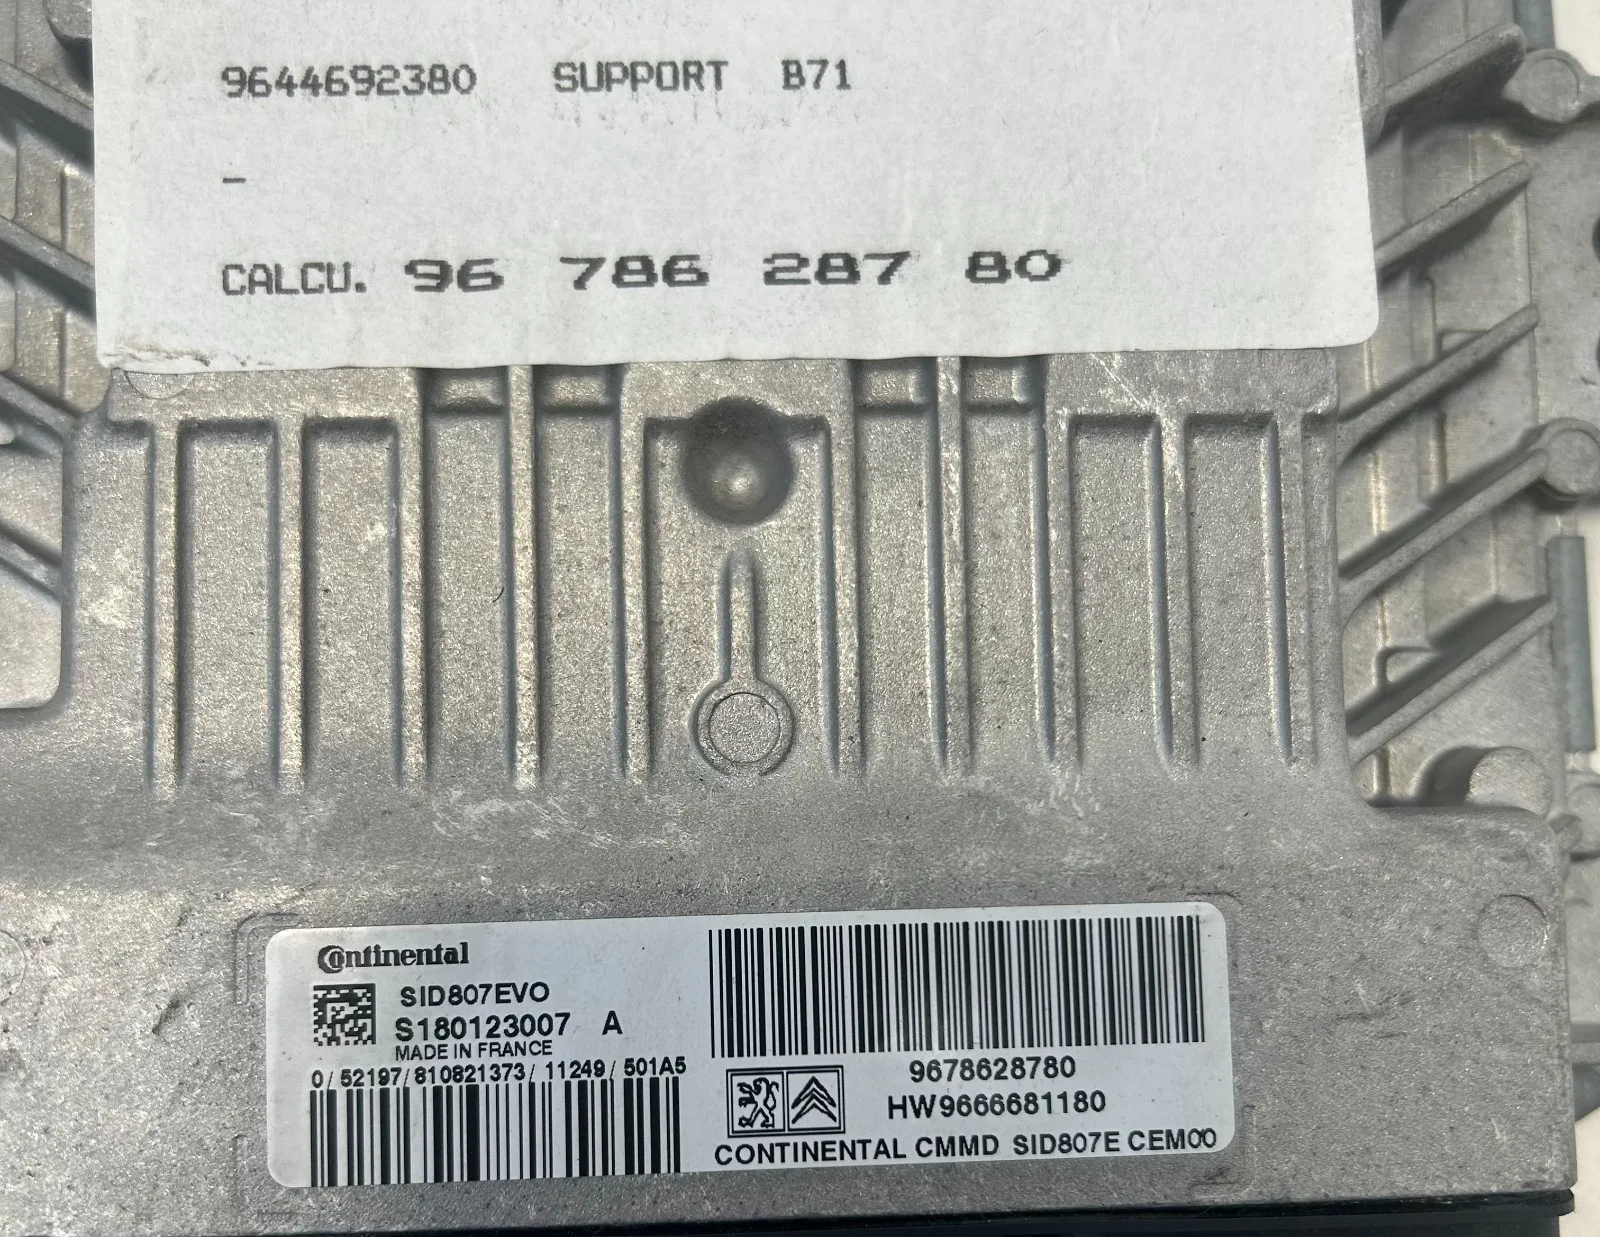 9644692380 SUPPORT B71
-
CALCU. 96 786 287 80
Continental
SID807EVO
S180123007 A
MADE IN FRANCE
0/ 52197/ 810821373/ 11249/ 501A5
9678628780
HW9666681180
CONTINENTAL CMMD SID807E CEM00